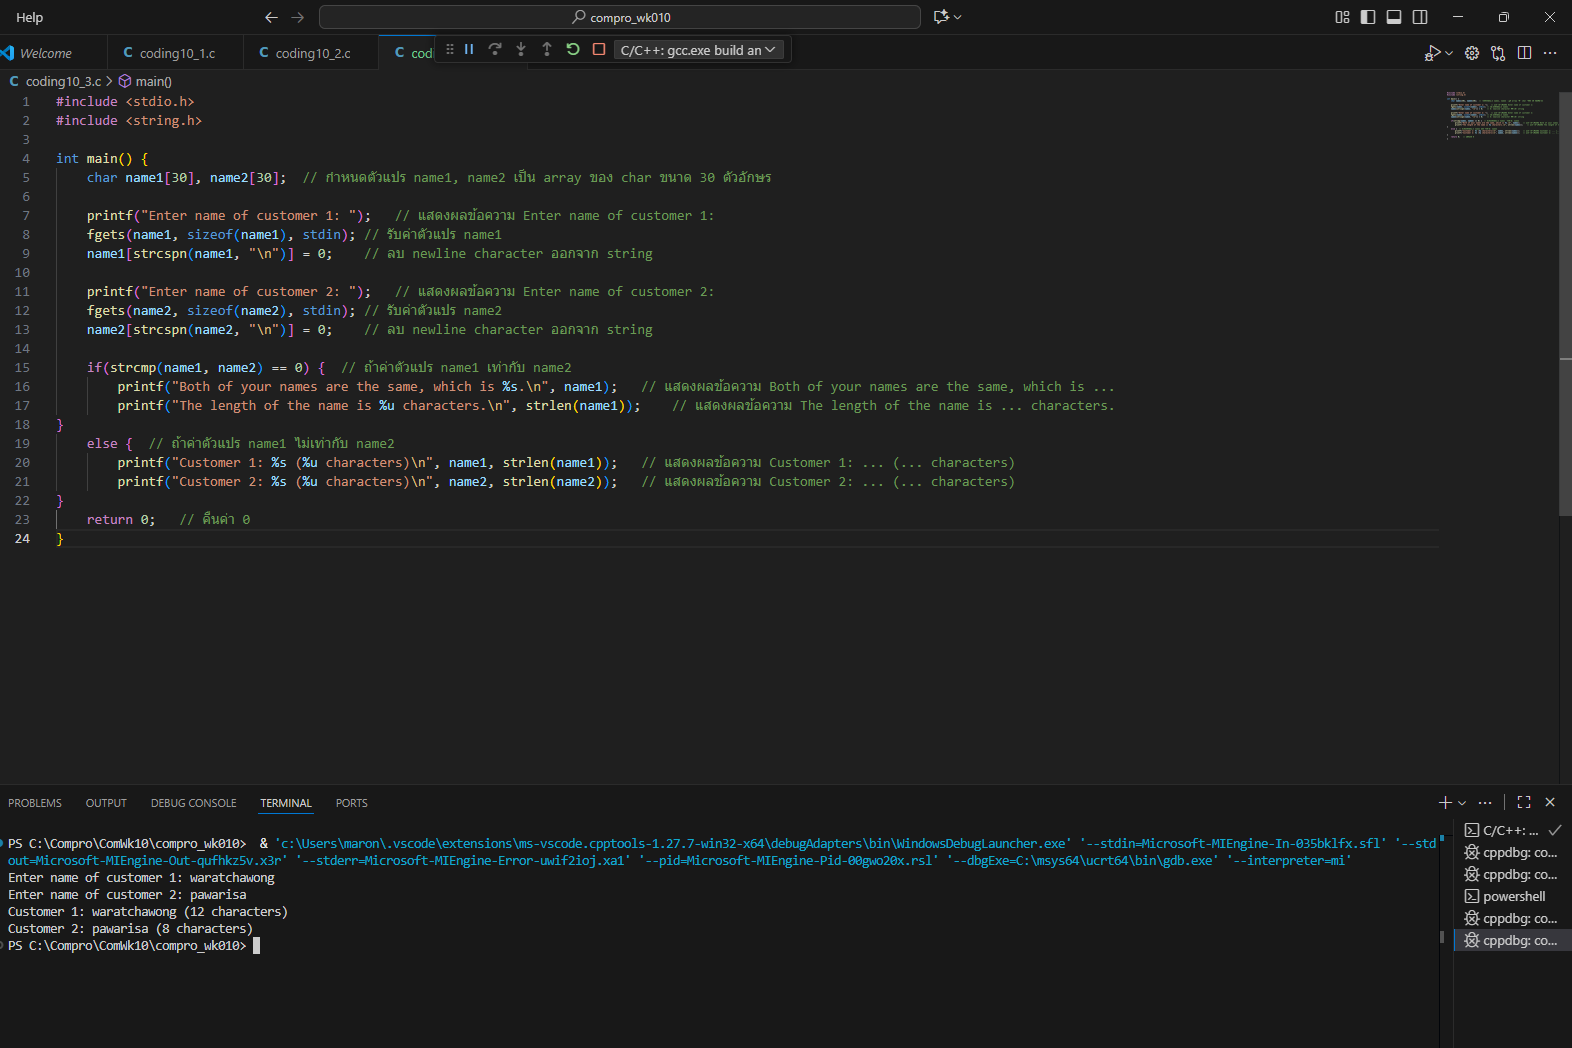 Help
compro_wk010
Welcome
C coding10_1.c
C coding10_2.c
C cod
C/C++: gcc.exe build an
C coding10_3.c > main()
1 #include <stdio.h>
2 #include <string.h>
3
4 int main() {
5 char name1[30], name2[30];  // กำหนดตัวแปร name1, name2 เป็น array ของ char ขนาด 30 ตัวอักษร
6
7 printf("Enter name of customer 1: ");   // แสดงผลข้อความ Enter name of customer 1:
8 fgets(name1, sizeof(name1), stdin); // รับค่าตัวแปร name1
9 name1[strcspn(name1, "\n")] = 0;    // ลบ newline character ออกจาก string
10
11 printf("Enter name of customer 2: ");   // แสดงผลข้อความ Enter name of customer 2:
12 fgets(name2, sizeof(name2), stdin); // รับค่าตัวแปร name2
13 name2[strcspn(name2, "\n")] = 0;    // ลบ newline character ออกจาก string
14
15 if(strcmp(name1, name2) == 0) {  // ถ้าค่าตัวแปร name1 เท่ากับ name2
16 printf("Both of your names are the same, which is %s.\n", name1);   // แสดงผลข้อความ Both of your names are the same, which is ...
17 printf("The length of the name is %u characters.\n", strlen(name1));    // แสดงผลข้อความ The length of the name is ... characters.
18 }
19 else {  // ถ้าค่าตัวแปร name1 ไม่เท่ากับ name2
20 printf("Customer 1: %s (%u characters)\n", name1, strlen(name1));   // แสดงผลข้อความ Customer 1: ... (... characters)
21 printf("Customer 2: %s (%u characters)\n", name2, strlen(name2));   // แสดงผลข้อความ Customer 2: ... (... characters)
22 }
23 return 0;   // คืนค่า 0
24 }
PROBLEMS OUTPUT DEBUG CONSOLE TERMINAL PORTS
PS C:\Compro\ComWk10\compro_wk010>  & 'c:\Users\maron\.vscode\extensions\ms-vscode.cpptools-1.27.7-win32-x64\debugAdapters\bin\WindowsDebugLauncher.exe' '--stdin=Microsoft-MIEngine-In-035bklfx.sfl' '--std
out=Microsoft-MIEngine-Out-qufhkz5v.x3r' '--stderr=Microsoft-MIEngine-Error-uwif2ioj.xa1' '--pid=Microsoft-MIEngine-Pid-00gwo20x.rsl' '--dbgExe=C:\msys64\ucrt64\bin\gdb.exe' '--interpreter=mi'
Enter name of customer 1: waratchawong
Enter name of customer 2: pawarisa
Customer 1: waratchawong (12 characters)
Customer 2: pawarisa (8 characters)
PS C:\Compro\ComWk10\compro_wk010>
C/C++: ...
cppdbg: co...
cppdbg: co...
powershell
cppdbg: co...
cppdbg: co...